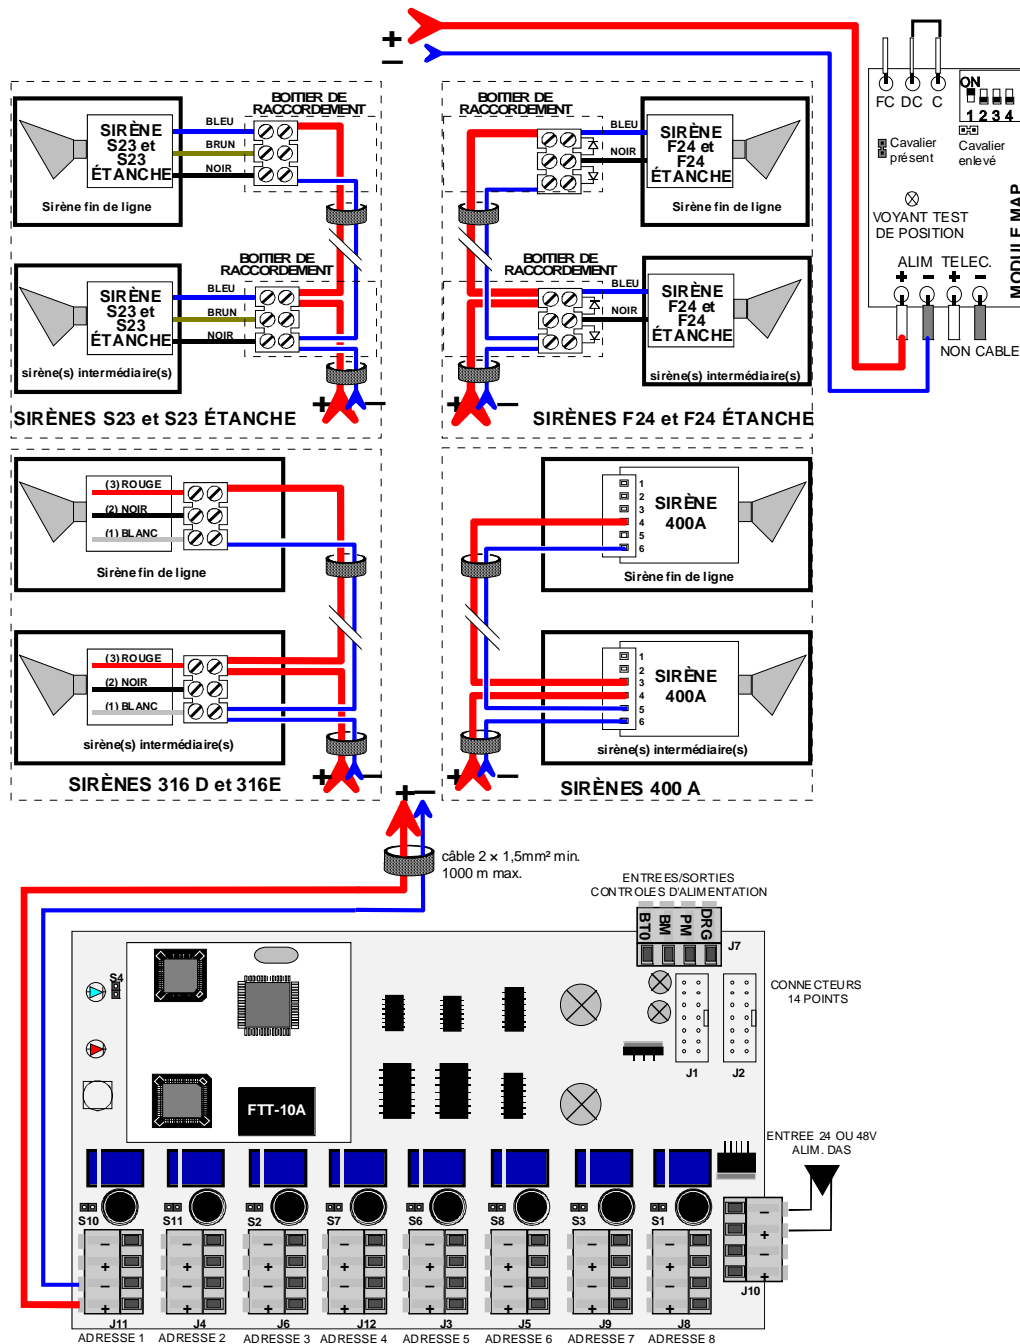 +
−
FC DC C
ON
1 2 3 4
Cavalier
présent
Cavalier
enlevé
VOYANT TEST
DE POSITION
MODULE MAP
ALIM TELEC.
+ − + −
NON CABLE
BOITIER DE
RACCORDEMENT
SIRÈNE
S23 et
S23
ÉTANCHE
BLEU
BRUN
NOIR
Sirène fin de ligne
BOITIER DE
RACCORDEMENT
SIRÈNE
S23 et
S23
ÉTANCHE
BLEU
BRUN
NOIR
sirène(s) intermédiaire(s)
+ −
SIRÈNES S23 et S23 ÉTANCHE
BOITIER DE
RACCORDEMENT
BLEU
NOIR
SIRÈNE
F24 et
F24
ÉTANCHE
Sirène fin de ligne
BOITIER DE
RACCORDEMENT
BLEU
NOIR
SIRÈNE
F24 et
F24
ÉTANCHE
sirène(s) intermédiaire(s)
+ −
SIRÈNES F24 et F24 ÉTANCHE
(3) ROUGE
(2) NOIR
(1) BLANC
Sirène fin de ligne
(3) ROUGE
(2) NOIR
(1) BLANC
sirène(s) intermédiaire(s)
+ −
SIRÈNES 316 D et 316E
1
2
3
4
5
6
SIRÈNE
400A
Sirène fin de ligne
1
2
3
4
5
6
SIRÈNE
400A
sirène(s) intermédiaire(s)
+ −
SIRÈNES 400 A
+ −
câble 2 × 1,5mm² min.
1000 m max.
ENTREES/SORTIES
CONTROLES D'ALIMENTATION
BT0 BM PM DRG
J7
CONNECTEURS
14 POINTS
J1 J2
S4
FTT-10A
ENTREE 24 OU 48V
ALIM. DAS
S10 S11 S2 S7 S6 S8 S3 S1
− − − − − − − −
+ + + + + + + +
− − − − − − − −
+ + + + + + + +
−
+
−
+
J10
J11 J4 J6 J12 J3 J5 J9 J8
ADRESSE 1 ADRESSE 2 ADRESSE 3 ADRESSE 4 ADRESSE 5 ADRESSE 6 ADRESSE 7 ADRESSE 8